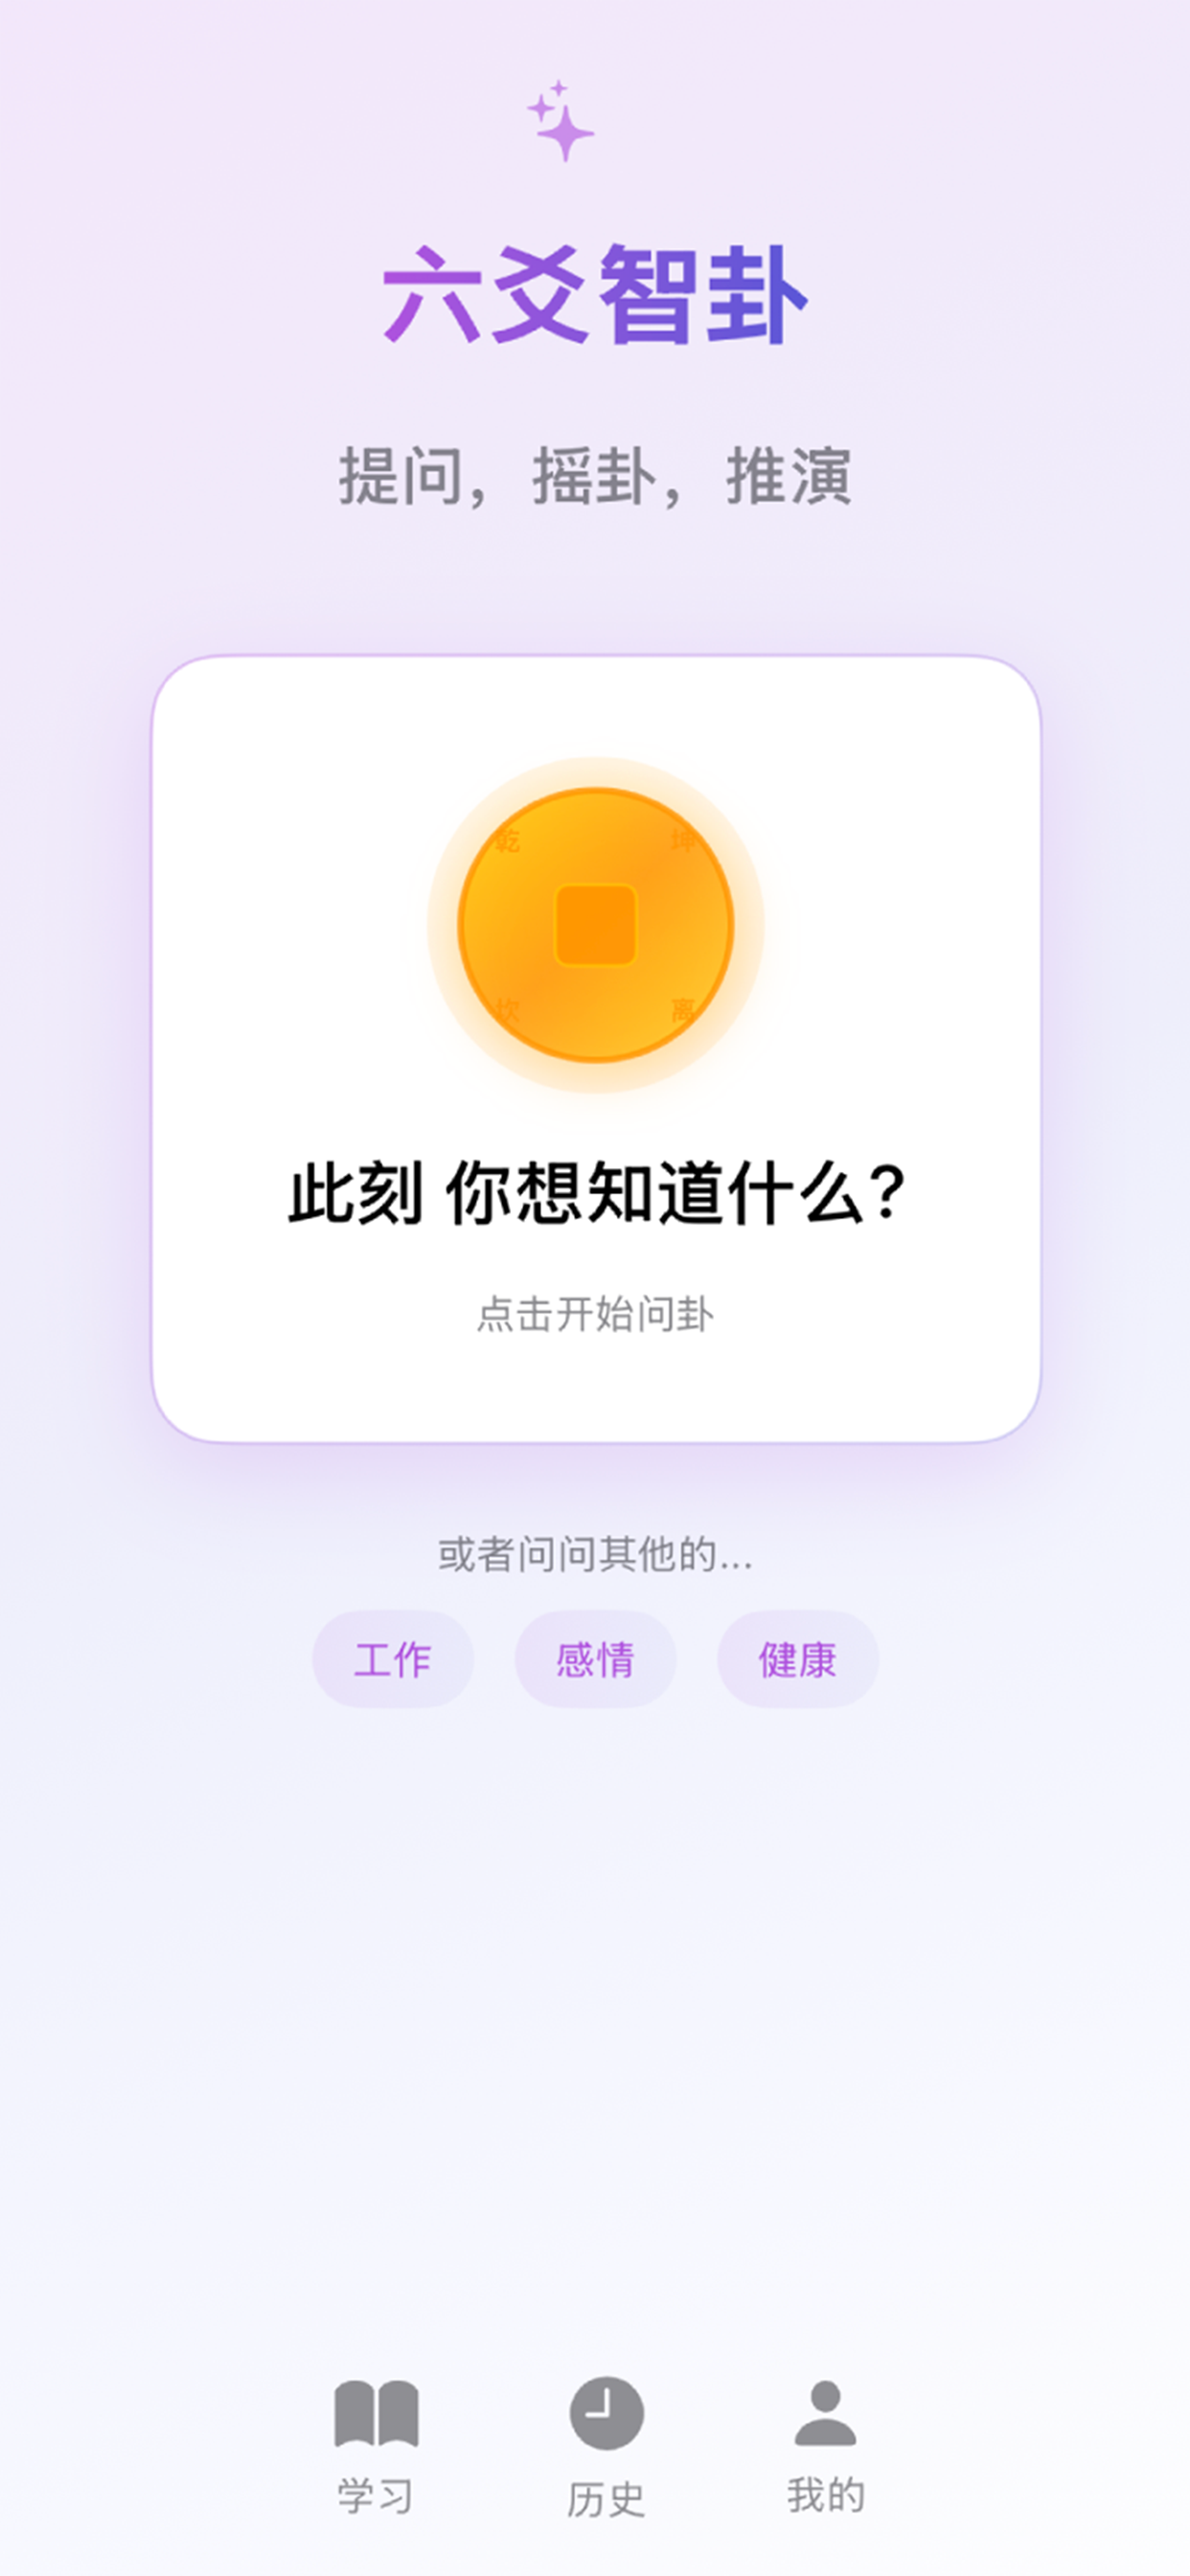 六爻智卦
提问，摇卦，推演
乾 坤
坎 离
此刻 你想知道什么？
点击开始问卦
或者问问其他的...
工作 感情 健康
学习 历史 我的